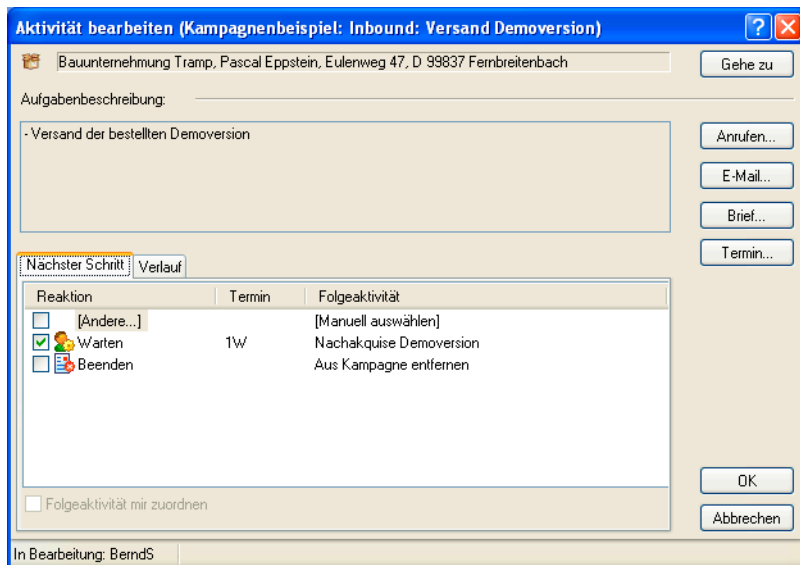 Aktivität bearbeiten (Kampagnenbeispiel: Inbound: Versand Demoversion)
Bauunternehmung Tramp, Pascal Eppstein, Eulenweg 47, D 99837 Fernbreitenbach
Gehe zu
Aufgabenbeschreibung:
- Versand der bestellten Demoversion
Anrufen...
E-Mail...
Brief...
Termin...
Nächster Schritt Verlauf
Reaktion Termin Folgeaktivität
[Andere...] [Manuell auswählen]
Warten 1W Nachakquise Demoversion
Beenden Aus Kampagne entfernen
Folgeaktivität mir zuordnen
OK
Abbrechen
In Bearbeitung: BerndS